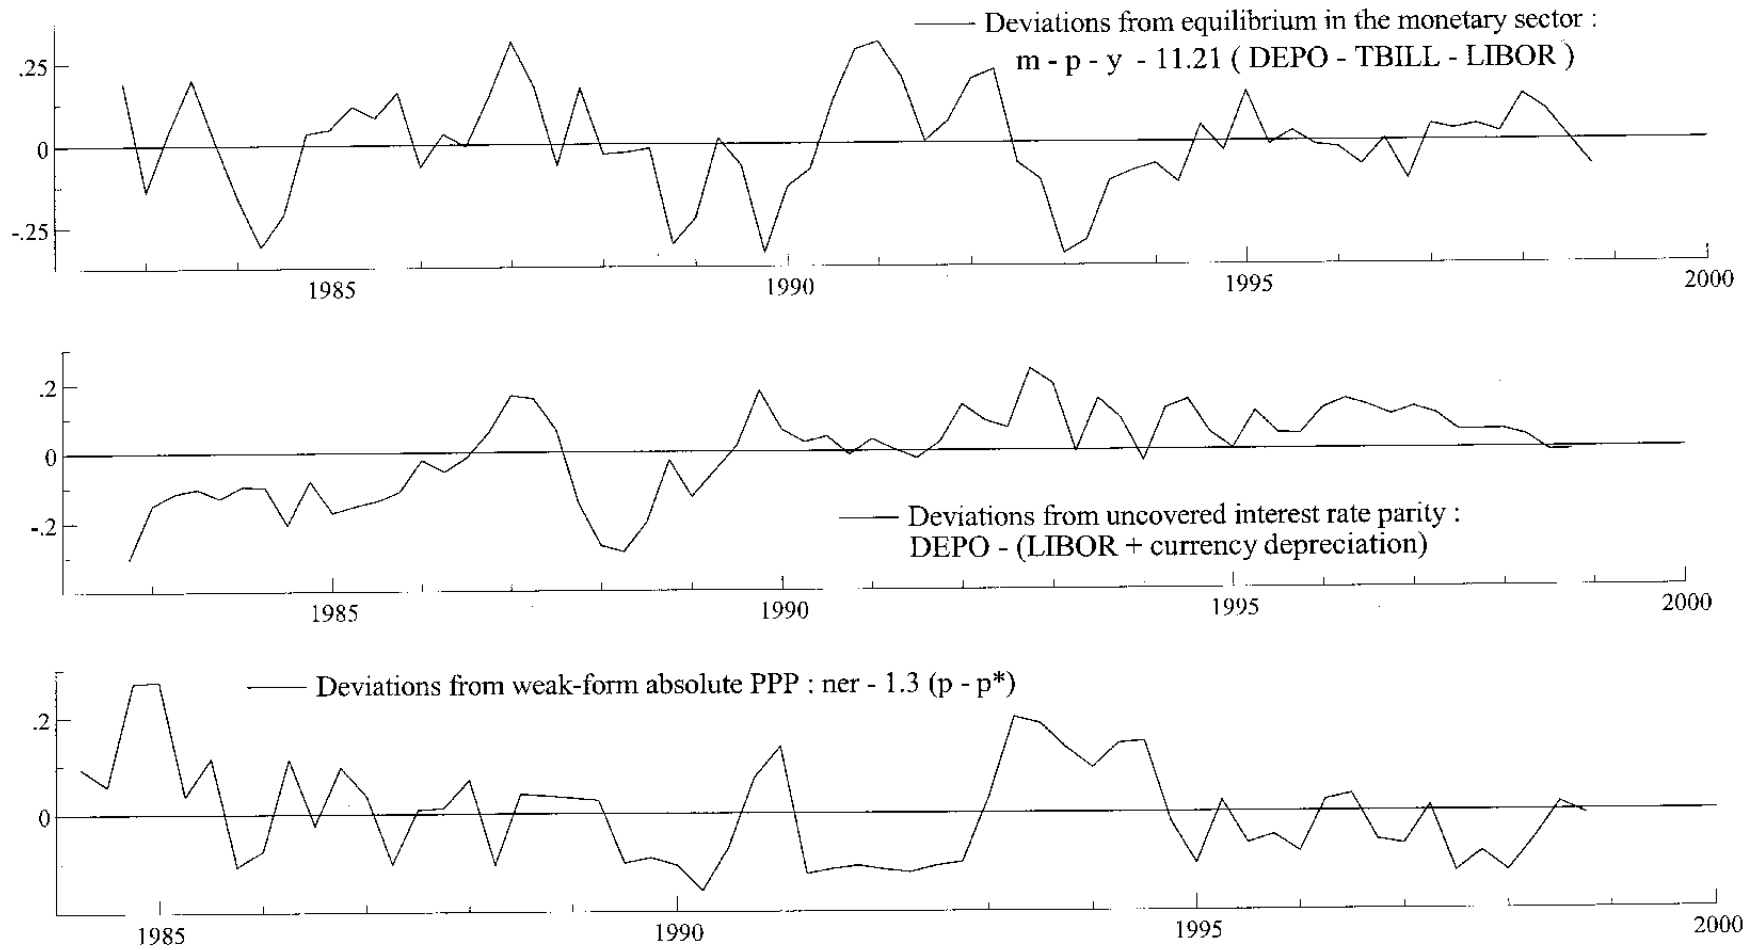 Deviations from equilibrium in the monetary sector :
m - p - y - 11.21 ( DEPO - TBILL - LIBOR )
.25
0
-.25
1985 1990 1995 2000
.2
0
-.2
Deviations from uncovered interest rate parity :
DEPO - (LIBOR + currency depreciation)
1985 1990 1995 2000
Deviations from weak-form absolute PPP : ner - 1.3 (p - p*)
.2
0
1985 1990 1995 2000